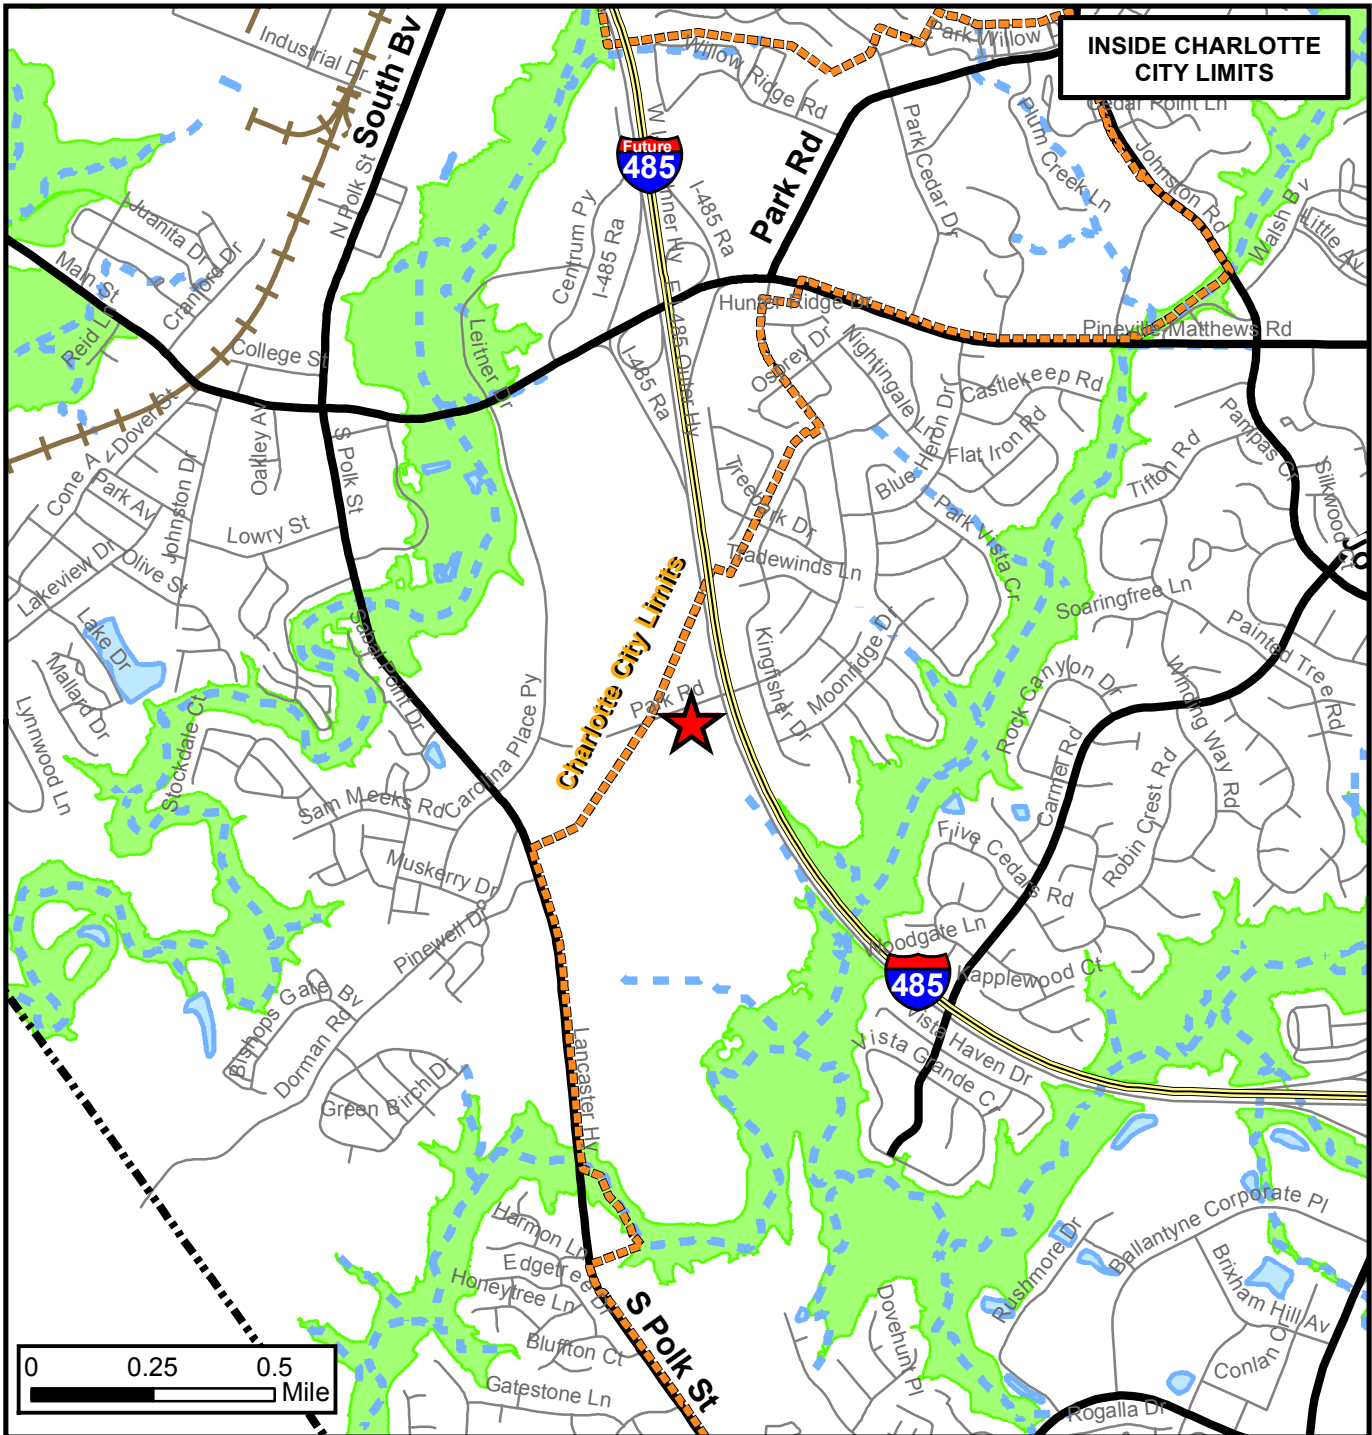 INSIDE CHARLOTTE
CITY LIMITS
Industrial Dr
South Bv
Park Willow
Willow Ridge Rd
Cedar Point Ln
Plum Creek Ln
Park Cedar Dr
Johnston Rd
Walsh Bv
Little Av
Future
485
Park Rd
N Polk St
Juanita Dr
Cranford Dr
Main St
Reid Ln
Centrum Py
I-485 Ra
I-485 Ra
E I-485 Outer Hy
Hunter Ridge Dr
Pineville-Matthews Rd
College St
Leitner Dr
I-485 Ra
Osprey Dr
Nightingale Ln
Castlekeep Rd
Blue Heron Dr
Flat Iron Rd
Tifton Rd
Pampas Cr
Silkwood Ct
Dover St
Cone Av
Park Av
Johnston Dr
Oakley Av
S Polk St
Lowry St
Lakeview Dr
Olive St
Park Vista Cr
Tradewinds Ln
Soaringfree Ln
Painted Tree Rd
Charlotte City Limits
Lake Dr
Mallard Dr
Lynnwood Ln
Stockdale Ct
Sabal Point Dr
Kingfisher Dr
Moonridge Dr
Park Rd
Rock Canyon Dr
Winding Way Rd
Carmel Rd
Robin Crest Rd
Carolina Place Py
Sam Meeks Rd
Muskerry Dr
Five Cedars Rd
Pinewell Dr
Woodgate Ln
Kapplewood Ct
485
Bishops Gate Bv
Dorman Rd
Green Birch Dr
Lancaster Hy
Vista Haven Dr
Vista Grande Cr
Harmon Ln
Edgetree Dr
Honeytree Ln
Bluffton Ct
Gatestone Ln
S Polk St
Rushmore Dr
Ballantyne Corporate Pl
Brixham Hill Av
Dovehunt Pl
Conlan Ci
Rogalla Dr
0 0.25 0.5
Mile